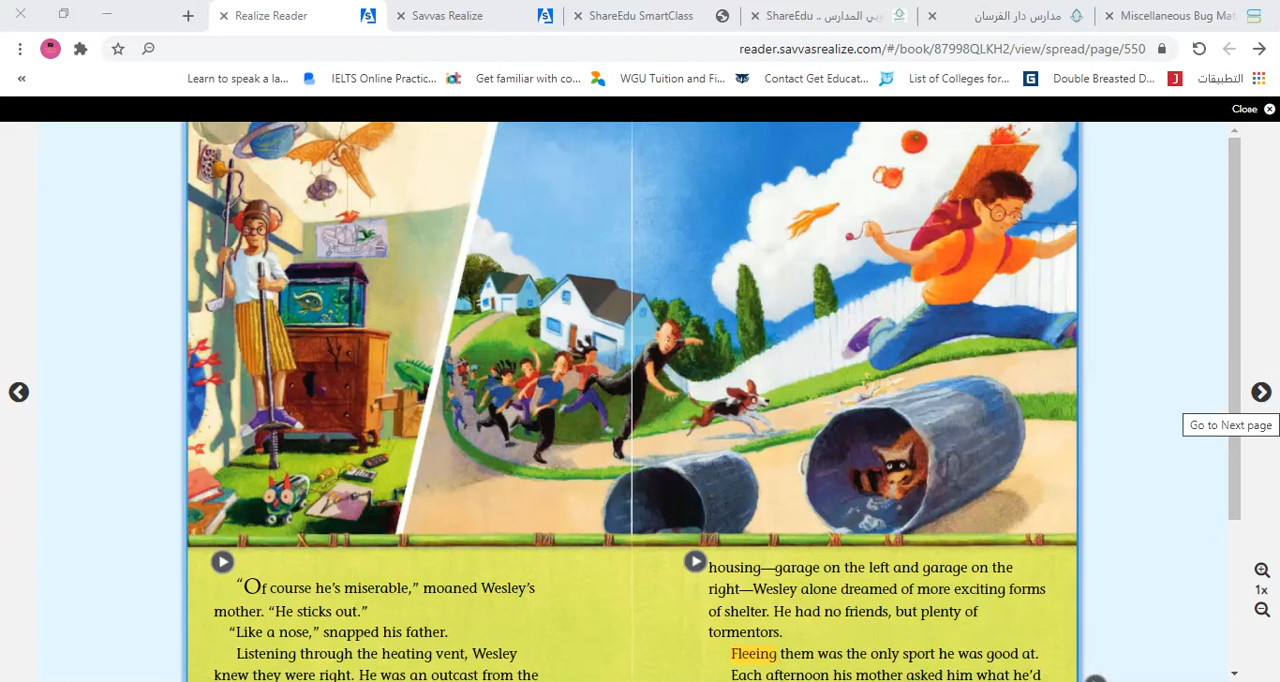 Realize Reader
Savvas Realize
ShareEdu SmartClass
ShareEdu .. بي المدارس
مدارس دار الفرسان
Miscellaneous Bug Mat
reader.savvasrealize.com/#/book/87998QLKH2/view/spread/page/550
«
Learn to speak a la...
IELTS Online Practic...
Get familiar with co...
WGU Tuition and Fi...
Contact Get Educat...
List of Colleges for...
Double Breasted D...
التطبيقات
Close
Go to Next page
1x
“Of course he’s miserable,” moaned Wesley’s
mother. “He sticks out.”
“Like a nose,” snapped his father.
Listening through the heating vent, Wesley
knew they were right. He was an outcast from the
housing—garage on the left and garage on the
right—Wesley alone dreamed of more exciting forms
of shelter. He had no friends, but plenty of
tormentors.
Fleeing them was the only sport he was good at.
Each afternoon his mother asked him what he’d